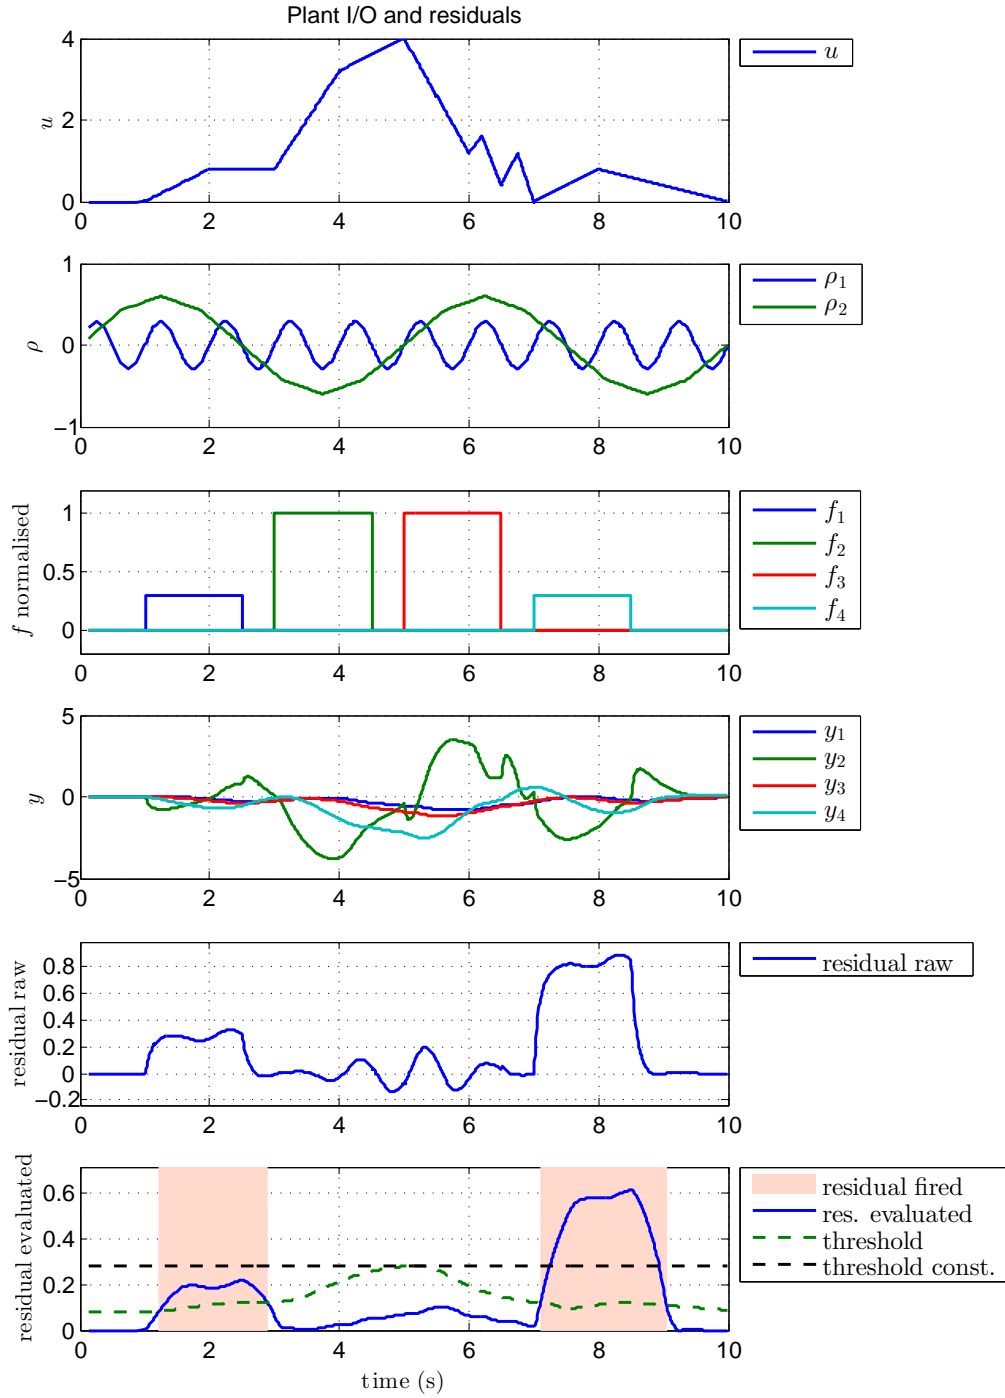 Plant I/O and residuals
4
2
0
u
0 2 4 6 8 10
u
1
0
−1
ρ
0 2 4 6 8 10
ρ1
ρ2
1
0.5
0
f normalised
0 2 4 6 8 10
f1
f2
f3
f4
5
0
−5
y
0 2 4 6 8 10
y1
y2
y3
y4
0.8
0.6
0.4
0.2
0
−0.2
residual raw
0 2 4 6 8 10
residual raw
0.6
0.4
0.2
0
residual evaluated
0 2 4 6 8 10
time (s)
residual fired
res. evaluated
threshold
threshold const.